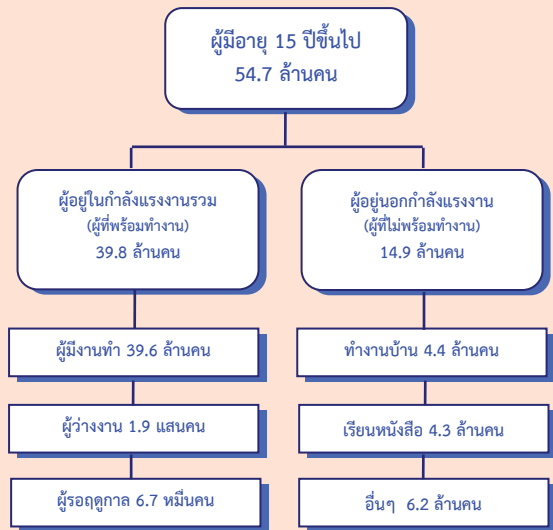 ผู้มีอายุ 15 ปีขึ้นไป
54.7 ล้านคน
ผู้อยู่ในกำลังแรงงานรวม
(ผู้ที่พร้อมทำงาน)
39.8 ล้านคน
ผู้มีงานทำ 39.6 ล้านคน
ผู้ว่างงาน 1.9 แสนคน
ผู้รอฤดูกาล 6.7 หมื่นคน
ผู้อยู่นอกกำลังแรงงาน
(ผู้ที่ไม่พร้อมทำงาน)
14.9 ล้านคน
ทำงานบ้าน 4.4 ล้านคน
เรียนหนังสือ 4.3 ล้านคน
อื่นๆ 6.2 ล้านคน